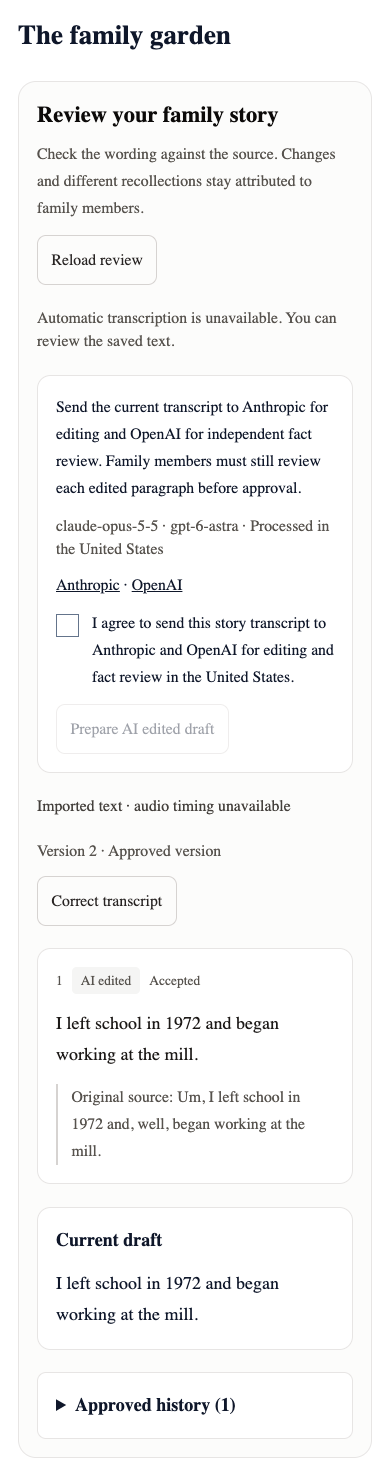 The family garden
Review your family story
Check the wording against the source. Changes
and different recollections stay attributed to
family members.
Reload review
Automatic transcription is unavailable. You can
review the saved text.
Send the current transcript to Anthropic for
editing and OpenAI for independent fact
review. Family members must still review
each edited paragraph before approval.
claude-opus-5-5 · gpt-6-astra · Processed in
the United States
Anthropic · OpenAI
I agree to send this story transcript to
Anthropic and OpenAI for editing and
fact review in the United States.
Prepare AI edited draft
Imported text · audio timing unavailable
Version 2 · Approved version
Correct transcript
1 AI edited Accepted
I left school in 1972 and began
working at the mill.
Original source: Um, I left school in
1972 and, well, began working at the
mill.
Current draft
I left school in 1972 and began
working at the mill.
Approved history (1)